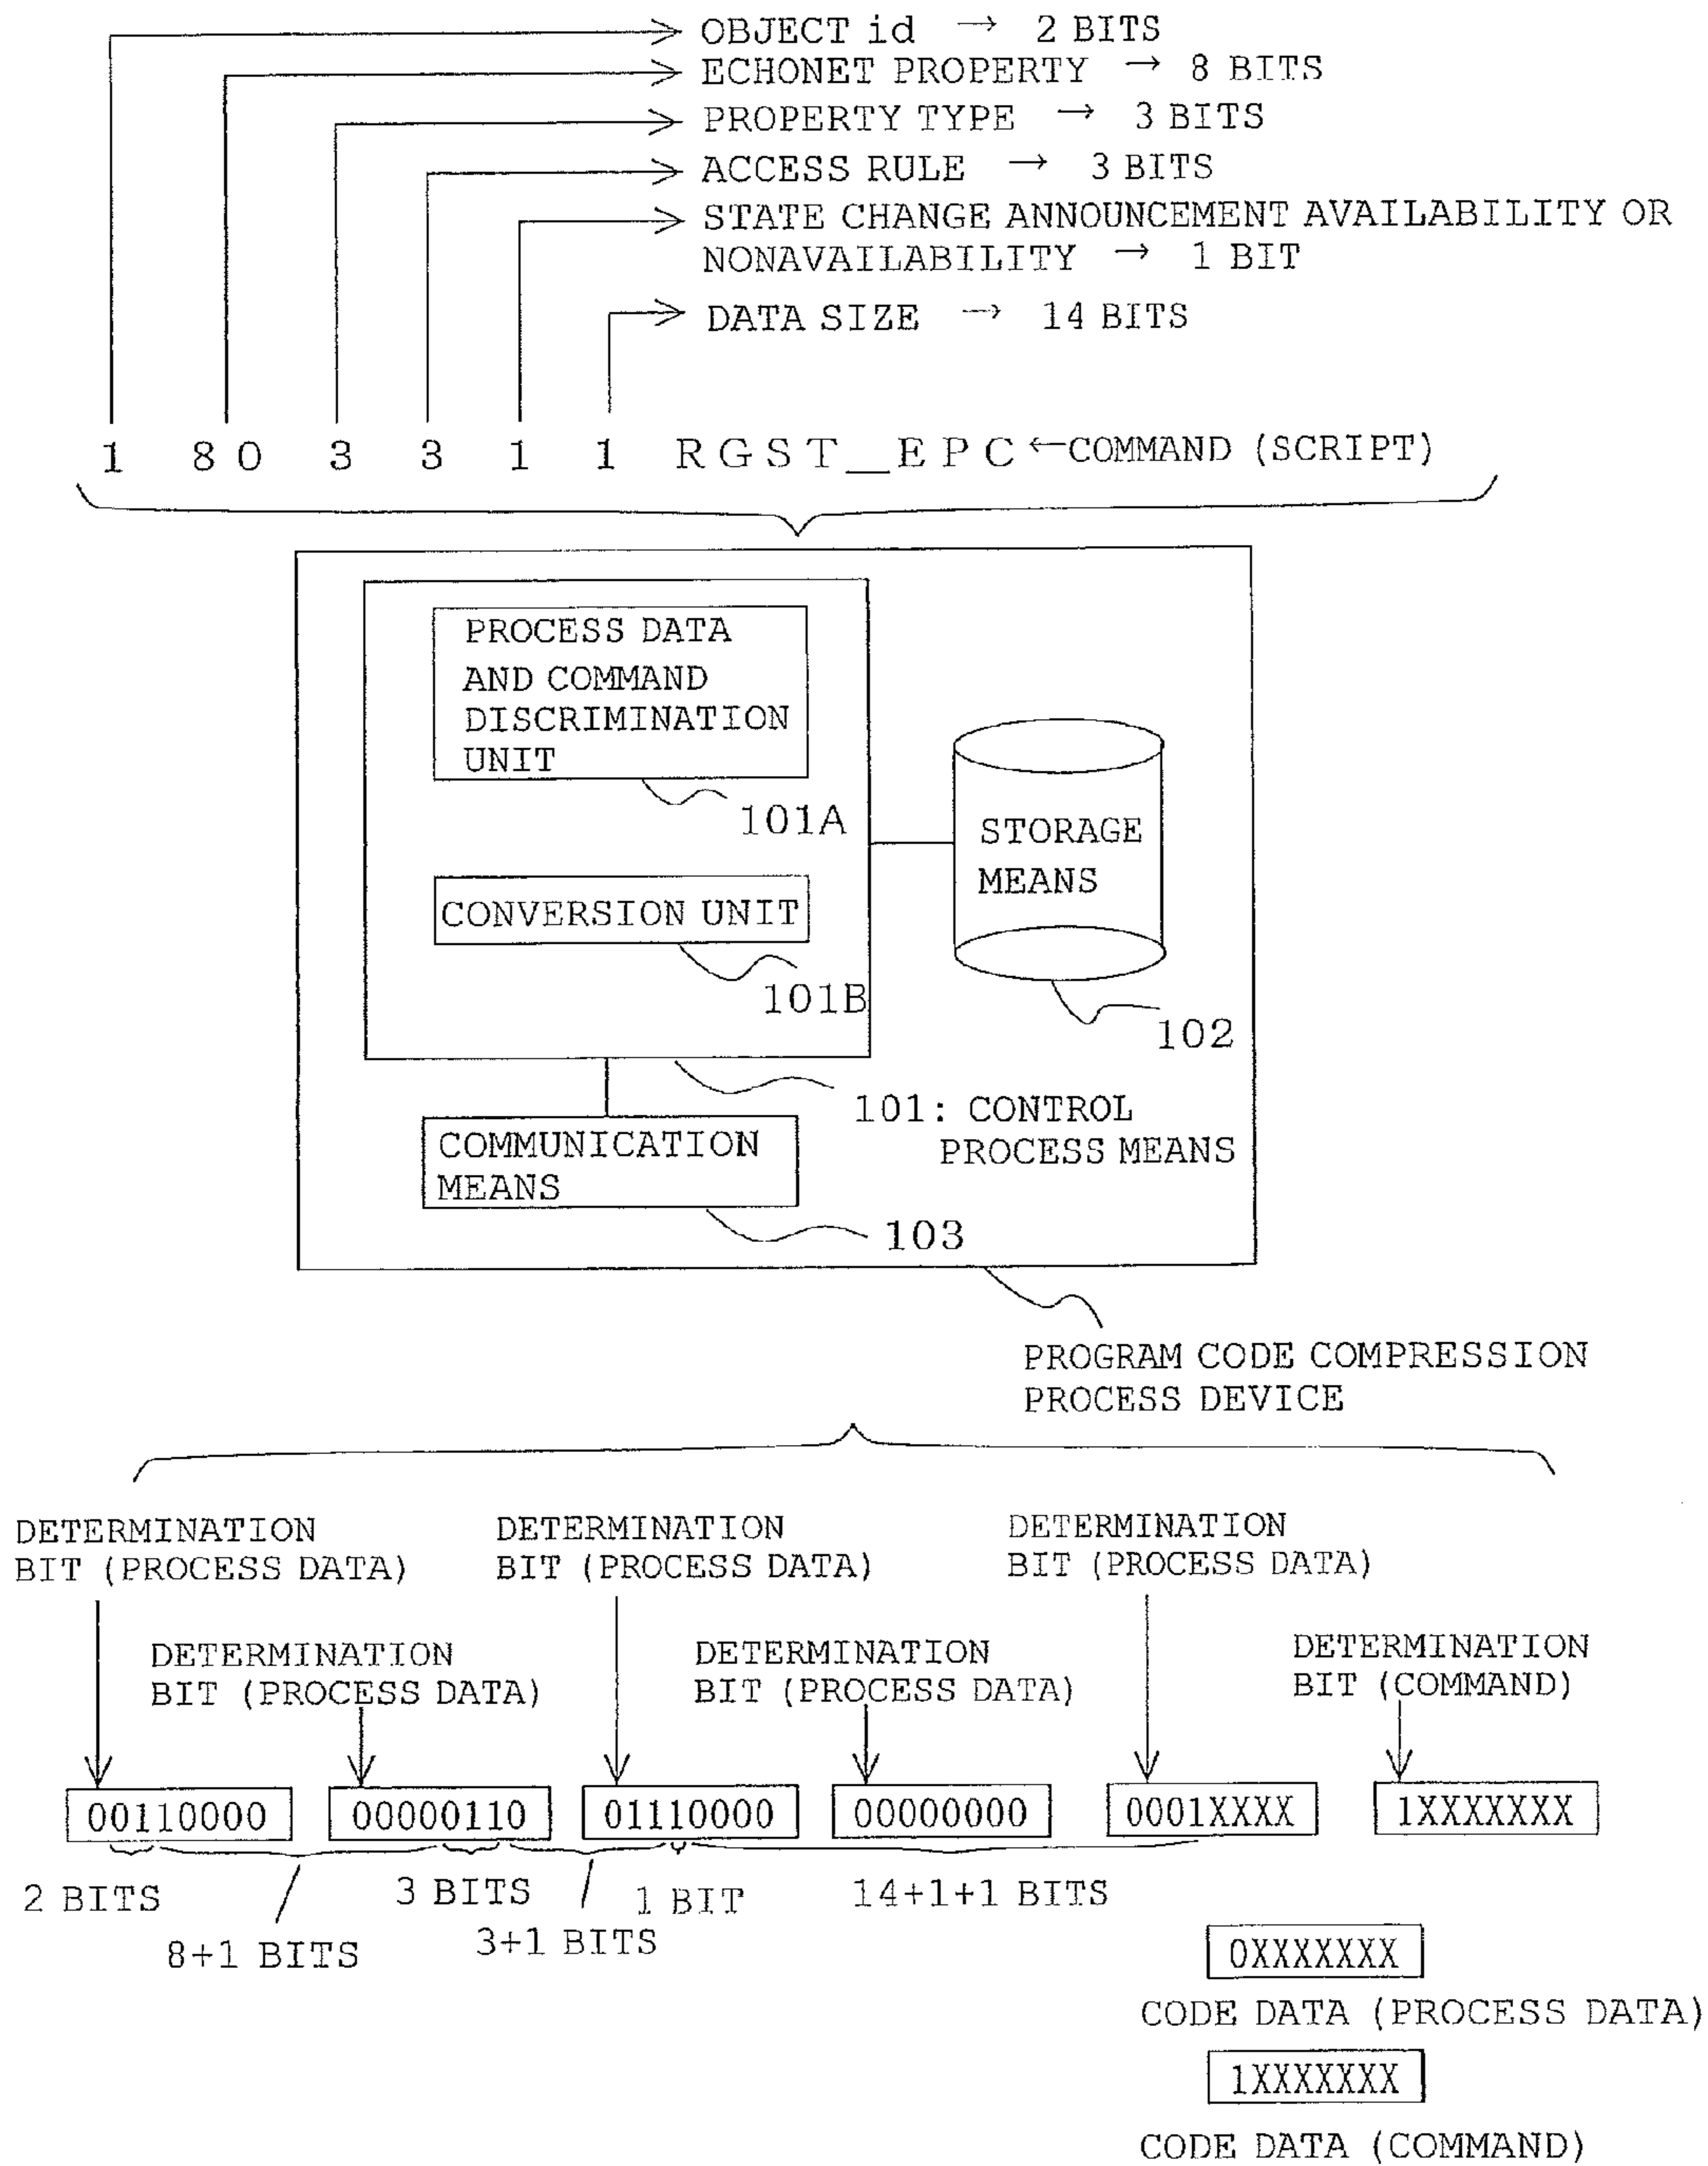 OBJECT id → 2 BITS
ECHONET PROPERTY → 8 BITS
PROPERTY TYPE → 3 BITS
ACCESS RULE → 3 BITS
STATE CHANGE ANNOUNCEMENT AVAILABILITY OR
NONAVAILABILITY → 1 BIT
DATA SIZE → 14 BITS
1 80 3 3 1 1 RGST_EPC ← COMMAND (SCRIPT)
PROCESS DATA
AND COMMAND
DISCRIMINATION
UNIT
101A
STORAGE
MEANS
CONVERSION UNIT
101B
102
101: CONTROL
PROCESS MEANS
COMMUNICATION
MEANS
103
PROGRAM CODE COMPRESSION
PROCESS DEVICE
DETERMINATION
BIT (PROCESS DATA)
DETERMINATION
BIT (PROCESS DATA)
DETERMINATION
BIT (PROCESS DATA)
DETERMINATION
BIT (PROCESS DATA)
DETERMINATION
BIT (PROCESS DATA)
DETERMINATION
BIT (COMMAND)
00110000 00000110 01110000 00000000 0001XXXX 1XXXXXXX
2 BITS 3 BITS 1 BIT 14+1+1 BITS
8+1 BITS 3+1 BITS
0XXXXXXX
CODE DATA (PROCESS DATA)
1XXXXXXX
CODE DATA (COMMAND)